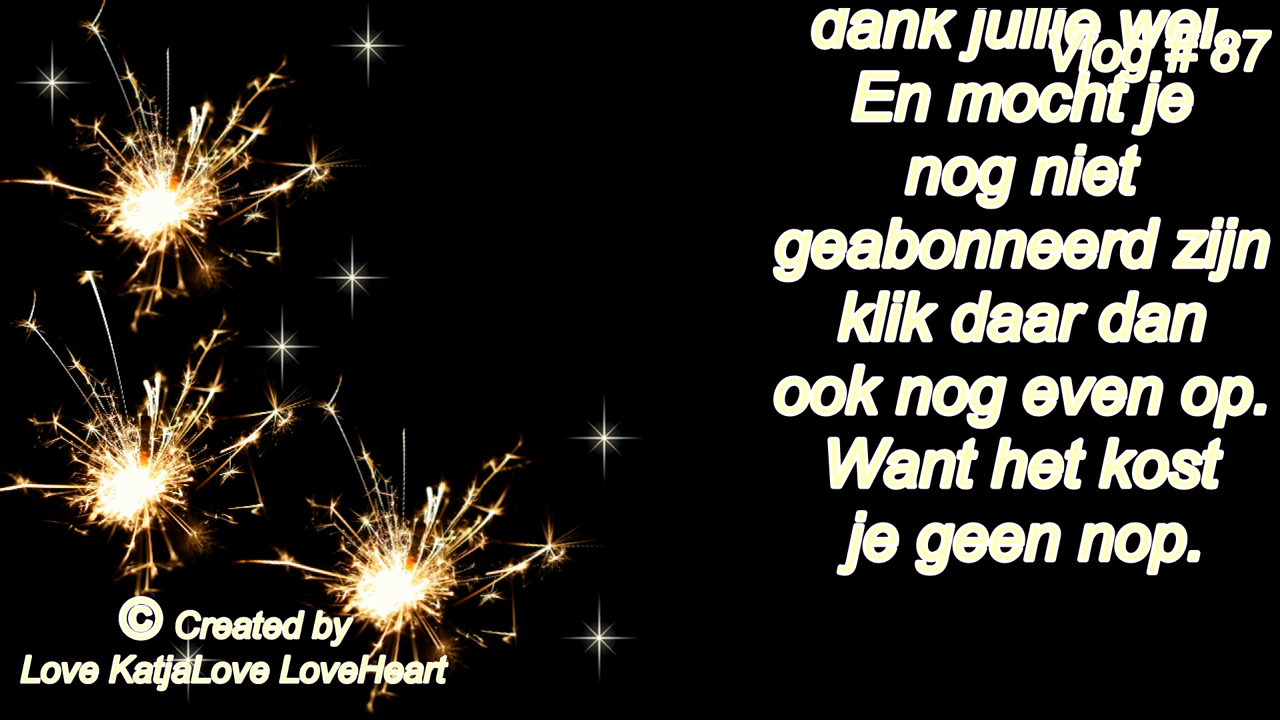 dank jullie wel.
Vlog # 87
En mocht je
nog niet
geabonneerd zijn
klik daar dan
ook nog even op.
Want het kost
je geen nop.
© Created by
Love KatjaLove LoveHeart